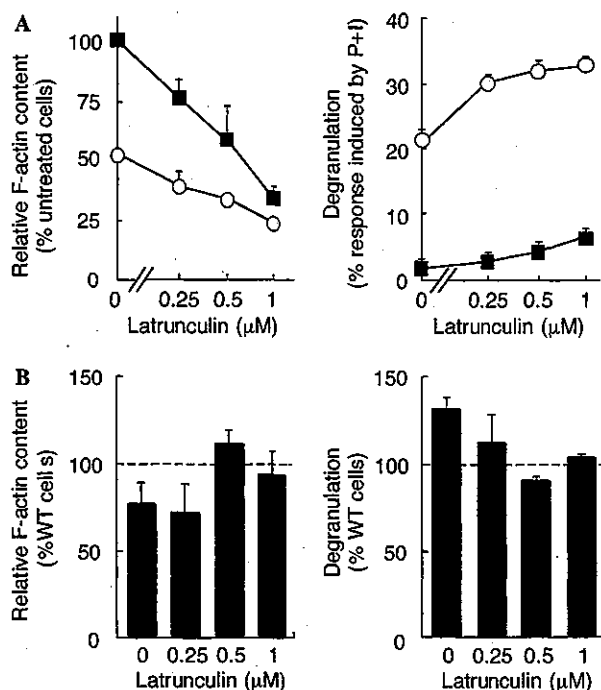 A
Relative F-actin content
(% untreated cells)
100
75
50
25
0
0 0.25 0.5 1
Latrunculin (μM)
Degranulation
(% response induced by P+I)
40
30
20
10
0
0 0.25 0.5 1
Latrunculin (μM)
B
Relative F-actin content
(%WT cells)
150
100
50
0
0 0.25 0.5 1
Latrunculin (μM)
Degranulation
(% WT cells)
150
100
50
0
0 0.25 0.5 1
Latrunculin (μM)